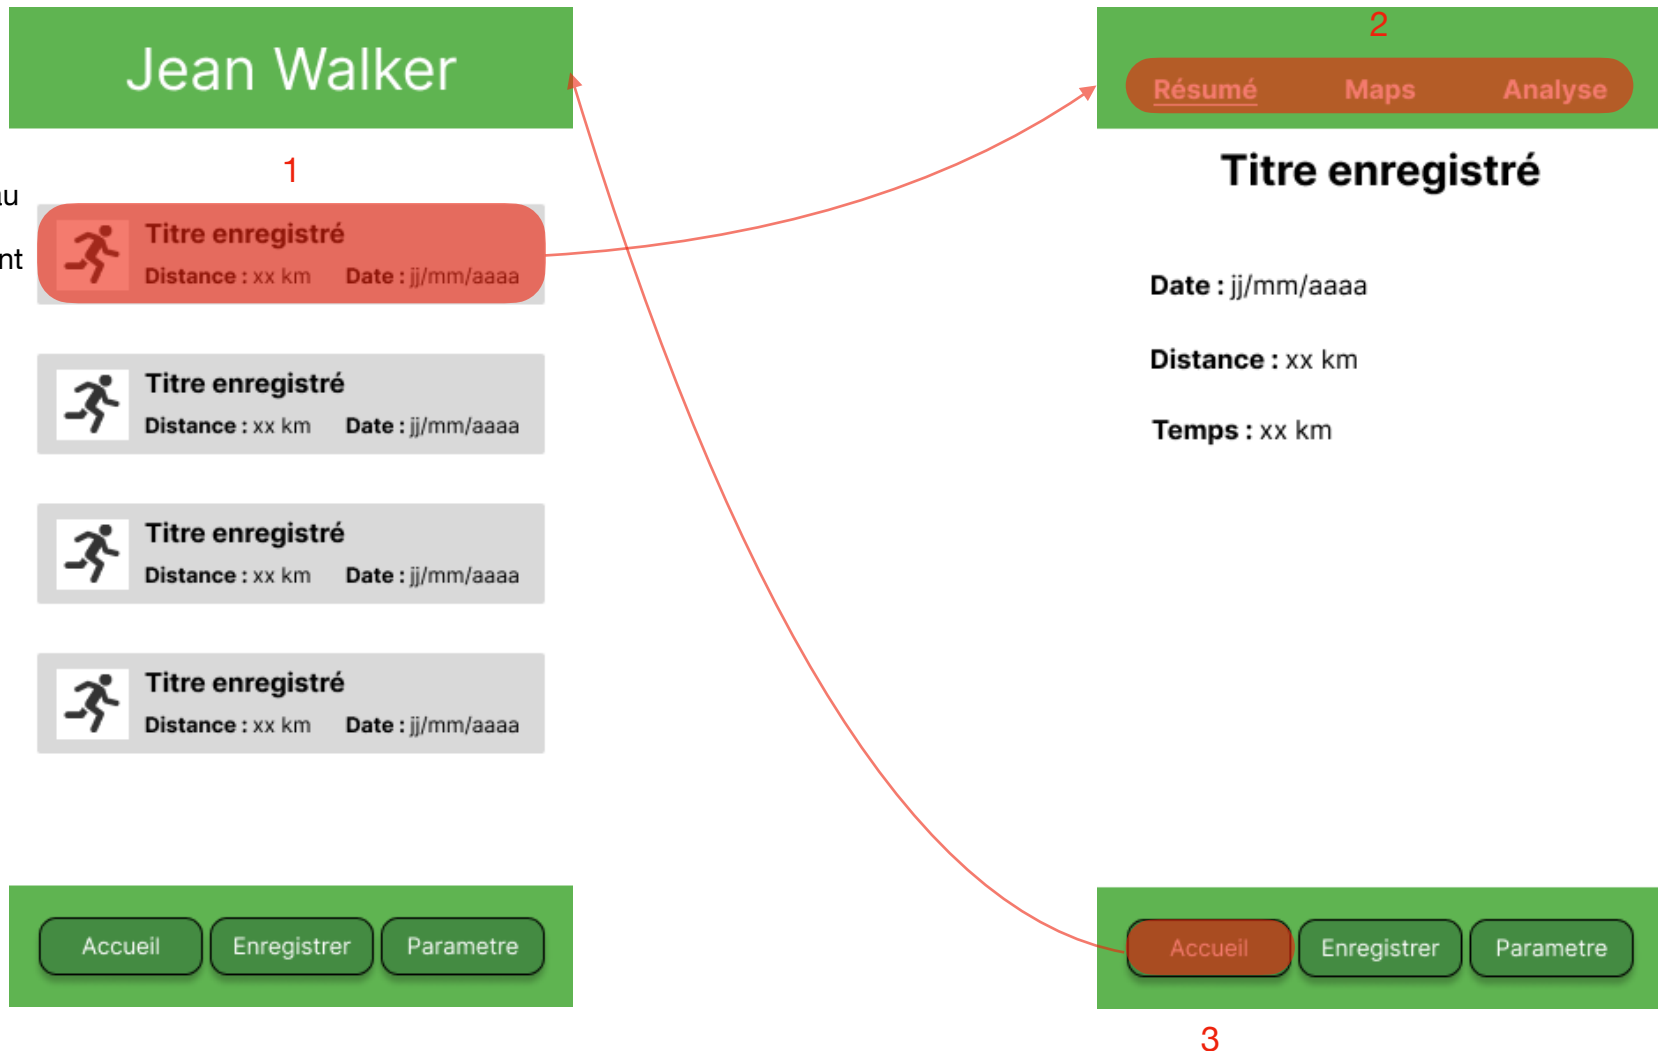 Jean Walker
1
au
nt
Titre enregistré
Distance : xx km Date : jj/mm/aaaa
Titre enregistré
Distance : xx km Date : jj/mm/aaaa
Titre enregistré
Distance : xx km Date : jj/mm/aaaa
Titre enregistré
Distance : xx km Date : jj/mm/aaaa
Accueil Enregistrer Parametre
2
Résumé Maps Analyse
Titre enregistré
Date : jj/mm/aaaa
Distance : xx km
Temps : xx km
Accueil Enregistrer Parametre
3